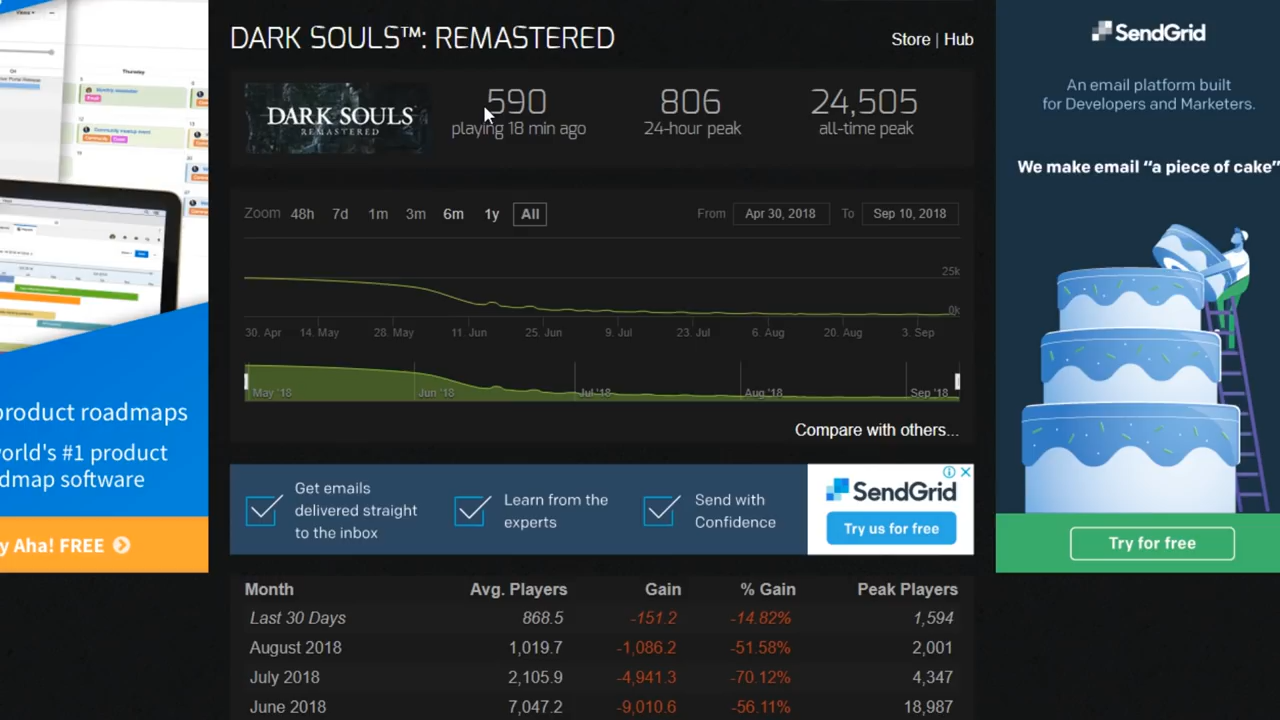 DARK SOULS™: REMASTERED
Store | Hub
DARK SOULS
REMASTERED
590
playing 18 min ago
806
24-hour peak
24,505
all-time peak
Zoom 48h 7d 1m 3m 6m 1y All
From Apr 30, 2018 To Sep 10, 2018
25k
0k
30. Apr 14. May 28. May 11. Jun 25. Jun 9. Jul 23. Jul 6. Aug 20. Aug 3. Sep
May '18 Jun '18 Jul '18 Aug '18 Sep '18
Compare with others...
Get emails
delivered straight
to the inbox
Learn from the
experts
Send with
Confidence
SendGrid
Try us for free
Month Avg. Players Gain % Gain Peak Players
Last 30 Days 868.5 -151.2 -14.82% 1,594
August 2018 1,019.7 -1,086.2 -51.58% 2,001
July 2018 2,105.9 -4,941.3 -70.12% 4,347
June 2018 7,047.2 -9,010.6 -56.11% 18,987
Thursday
product roadmaps
world's #1 product
dmap software
y Aha! FREE
SendGrid
An email platform built
for Developers and Marketers.
We make email “a piece of cake”
Try for free